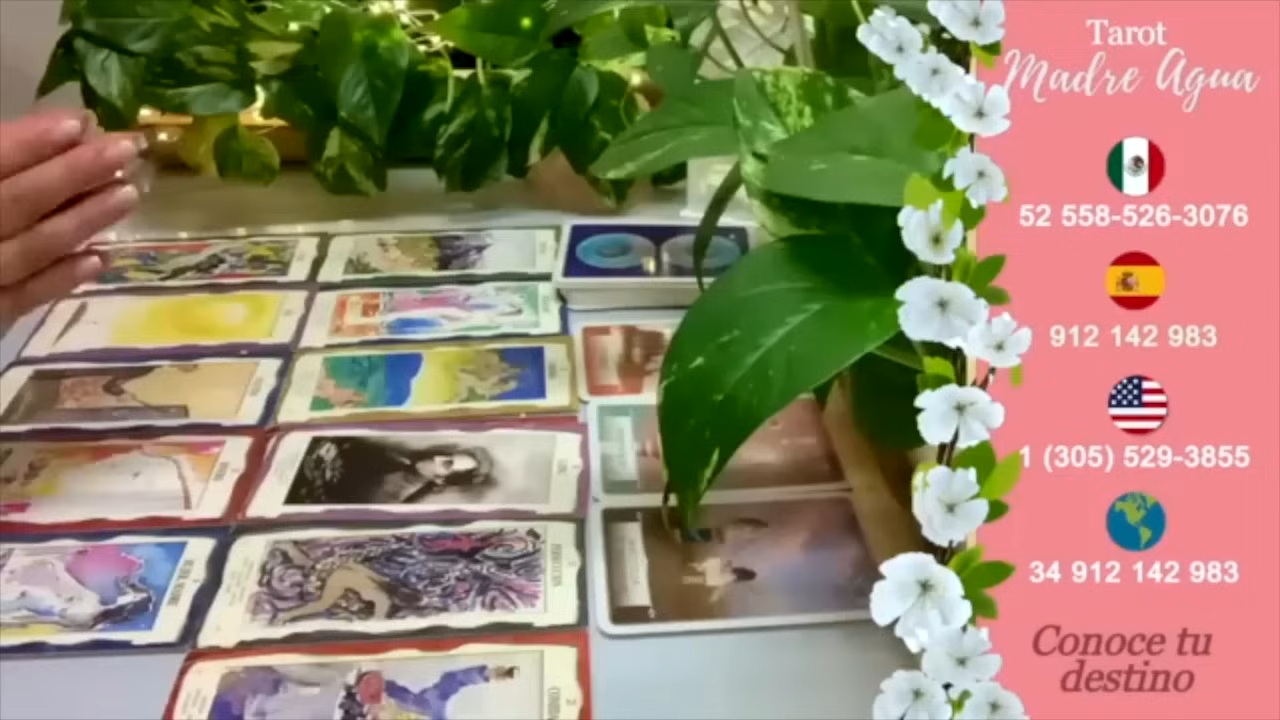 Tarot
Madre Agua
52 558-526-3076
912 142 983
1 (305) 529-3855
34 912 142 983
Conoce tu
destino